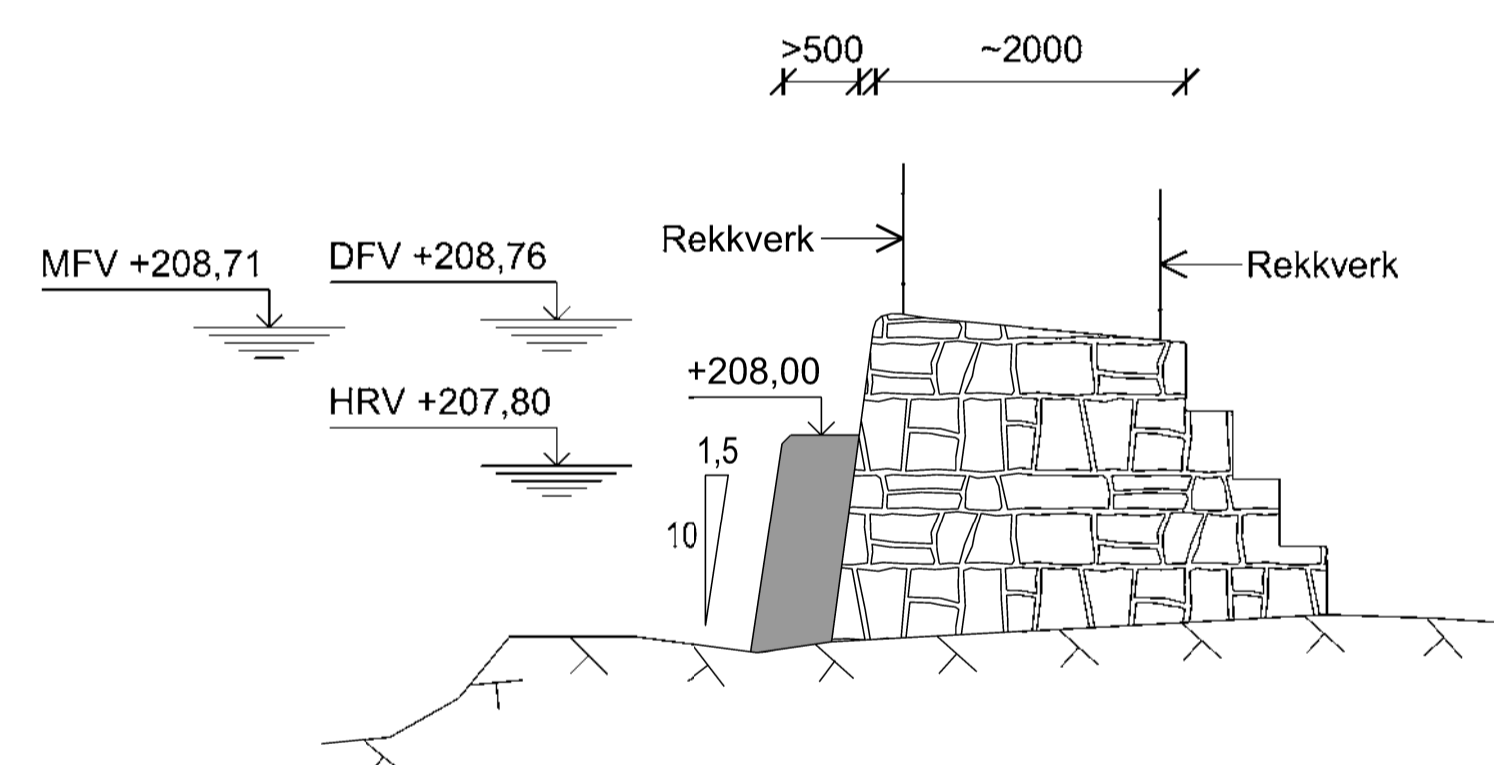 >500
~2000
Rekkverk
Rekkverk
MFV +208,71
DFV +208,76
+208,00
HRV +207,80
1,5
10